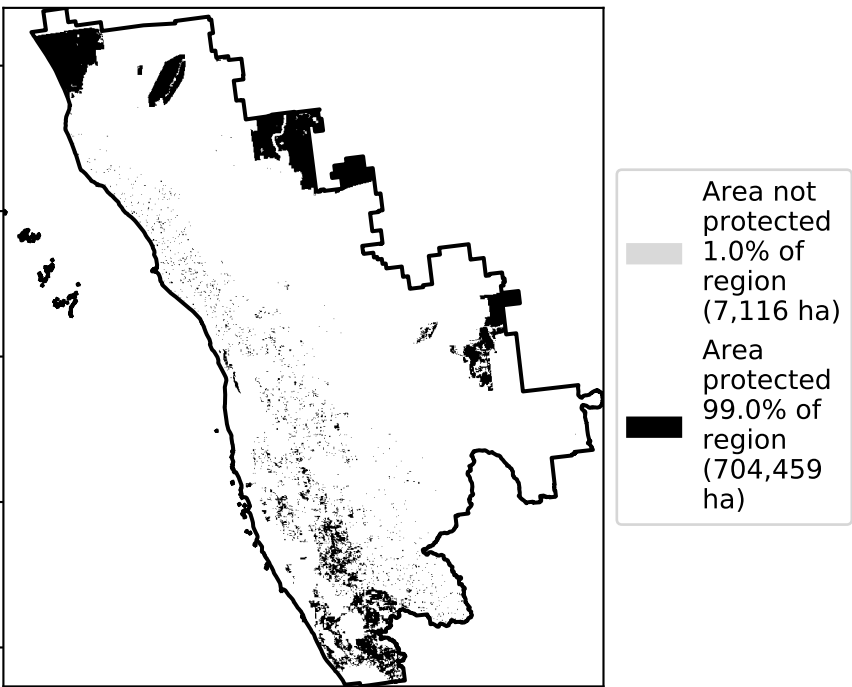 Area not
protected
1.0% of
region
(7,116 ha)
Area
protected
99.0% of
region
(704,459
ha)